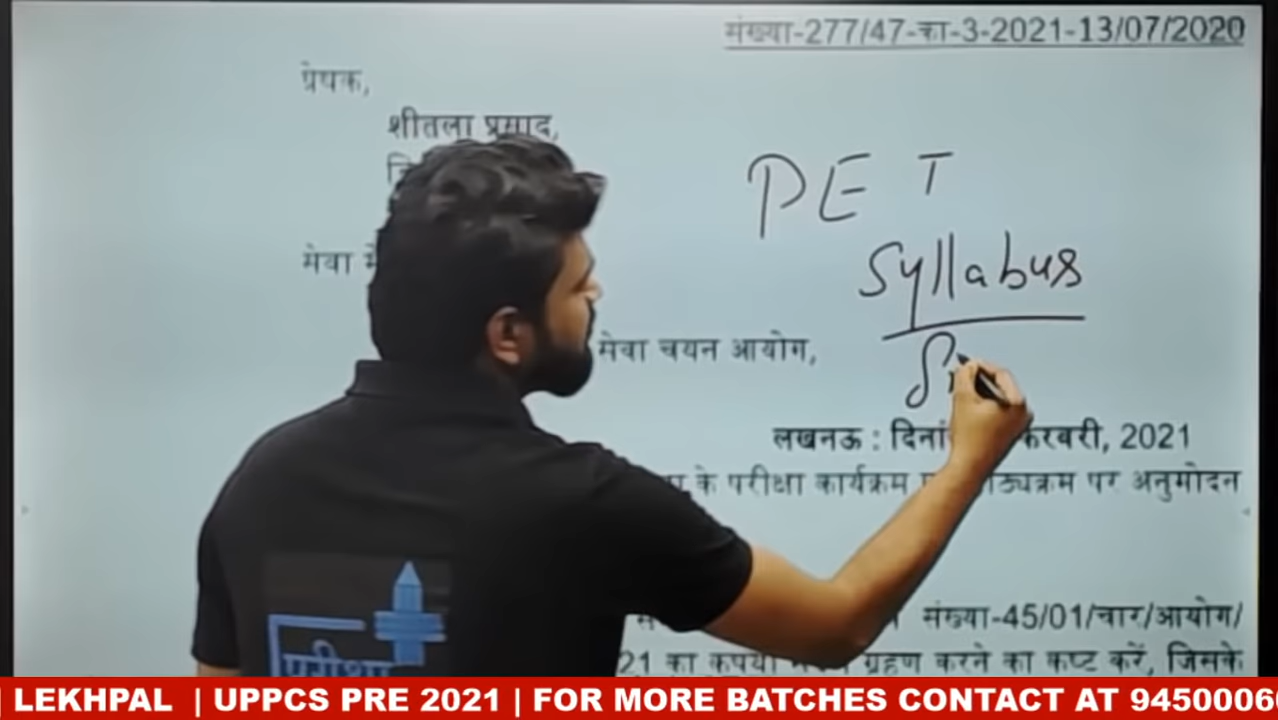 संख्या-277/47-का-3-2021-13/07/2020
प्रेषक,
शीतला प्रसाद,
PET
सेवा में
Syllabus
सेवा चयन आयोग,
लखनऊ : फरवरी, 2021
के परीक्षा कार्यक्रम पाठ्यक्रम पर अनुमोदन
संख्या-45/01/चार/आयोग/
21 का कृपया ग्रहण करने का कष्ट करें, जिसके
परीक्षा
LEKHPAL | UPPCS PRE 2021 | FOR MORE BATCHES CONTACT AT 945000